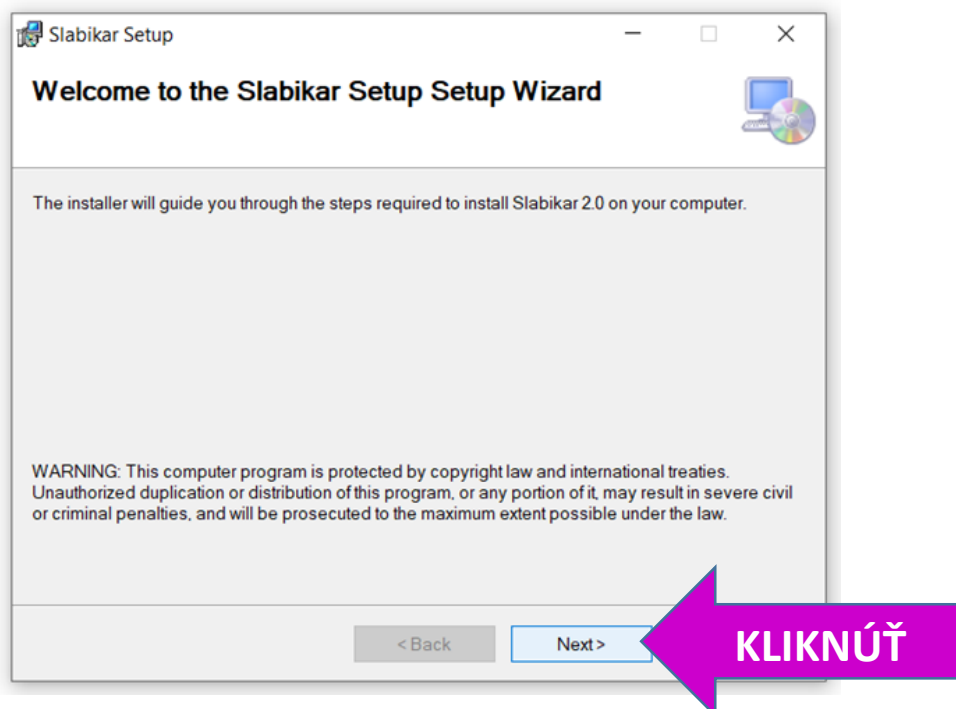 Slabikar Setup
Welcome to the Slabikar Setup Setup Wizard
The installer will guide you through the steps required to install Slabikar 2.0 on your computer.
WARNING: This computer program is protected by copyright law and international treaties.
Unauthorized duplication or distribution of this program, or any portion of it, may result in severe civil
or criminal penalties, and will be prosecuted to the maximum extent possible under the law.
< Back
Next >
KLIKNÚŤ